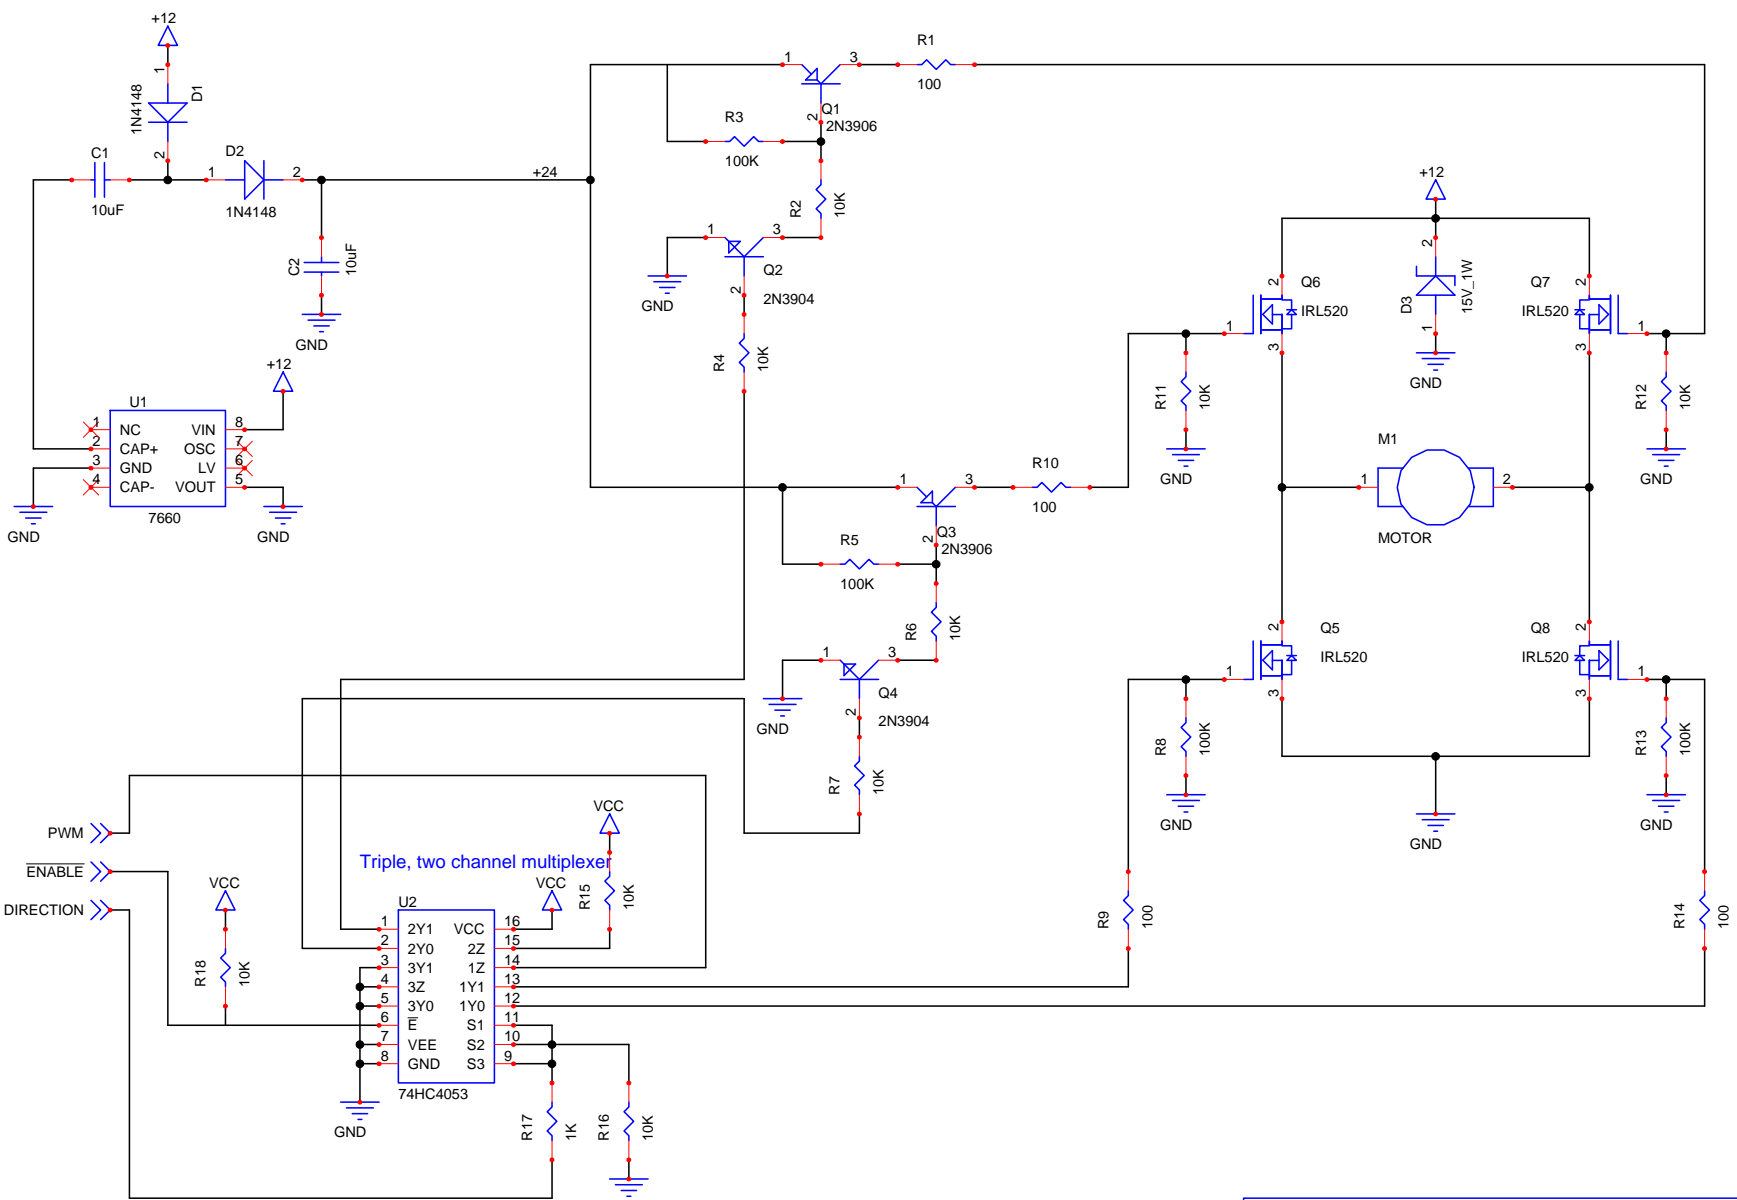 +12
1
1N4148
D1
2
C1
10uF
D2
1
2
1N4148
+24
C2
10uF
GND
+12
U1
1 NC VIN 8
2 CAP+ OSC 7
3 GND LV 6
4 CAP- VOUT 5
7660
GND
GND
1
3
R1
100
Q1
2
2N3906
R3
100K
R2
10K
1
3
Q2
2
2N3904
GND
R4
10K
1
3
R10
100
Q3
2
2N3906
R5
100K
R6
10K
1
3
Q4
2
2N3904
GND
R7
10K
+12
2
D3
15V_1W
1
GND
2
Q6
IRL520
1
3
Q7
2
IRL520
1
3
R11
10K
GND
R12
10K
GND
M1
1
2
MOTOR
2
Q5
IRL520
1
3
Q8
2
IRL520
1
3
R8
100K
GND
R13
100K
GND
GND
R9
100
R14
100
PWM
ENABLE
DIRECTION
VCC
R18
10K
Triple, two channel multiplexer
VCC
R15
10K
VCC
U2
1 2Y1 VCC 16
2 2Y0 2Z 15
3 3Y1 1Z 14
4 3Z 1Y1 13
5 3Y0 1Y0 12
6 E S1 11
7 VEE S2 10
8 GND S3 9
74HC4053
GND
R17
1K
R16
10K